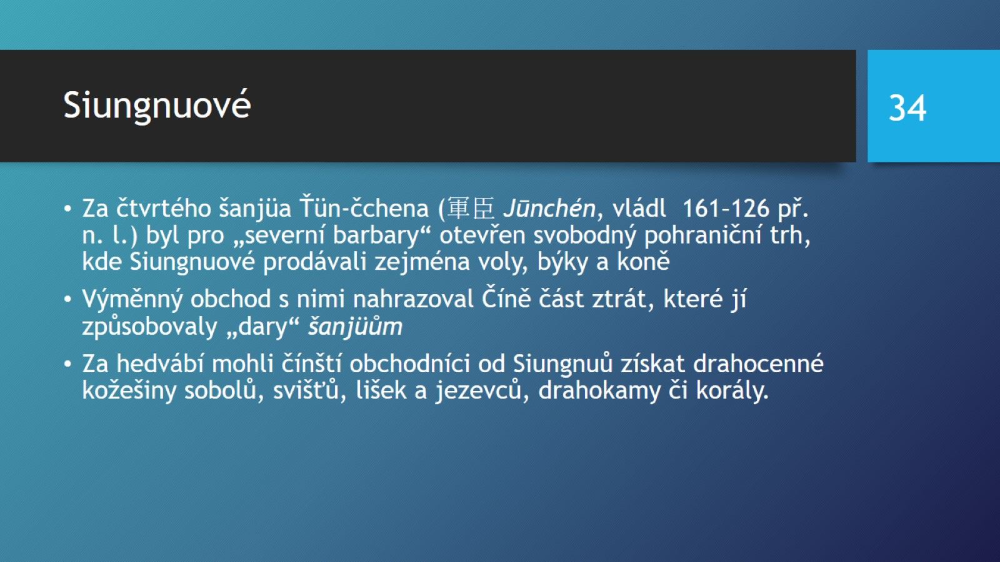 Siungnuové
34
• Za čtvrtého šanjüa Ťün-čchena (軍臣 Jūnchén, vládl  161–126 př.
n. l.) byl pro „severní barbary“ otevřen svobodný pohraniční trh,
kde Siungnuové prodávali zejména voly, býky a koně
• Výměnný obchod s nimi nahrazoval Číně část ztrát, které jí
způsobovaly „dary“ šanjüům
• Za hedvábí mohli čínští obchodníci od Siungnuů získat drahocenné
kožešiny sobolů, svišťů, lišek a jezevců, drahokamy či korály.